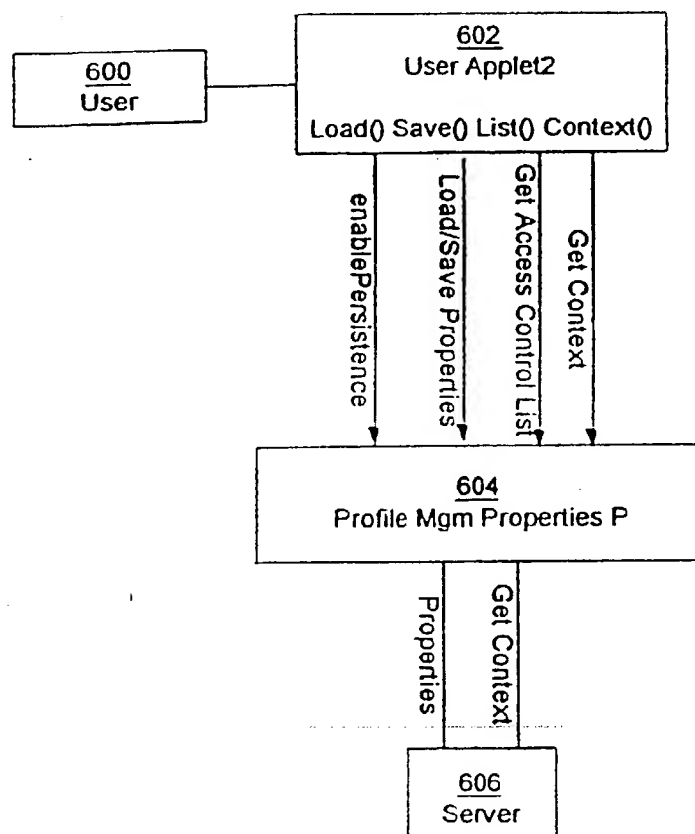 600
User
602
User Applet2
Load() Save() List() Context()
enablePersistence
Load/Save Properties
Get Access Control List
Get Context
604
Profile Mgm Properties P
Properties
Get Context
606
Server